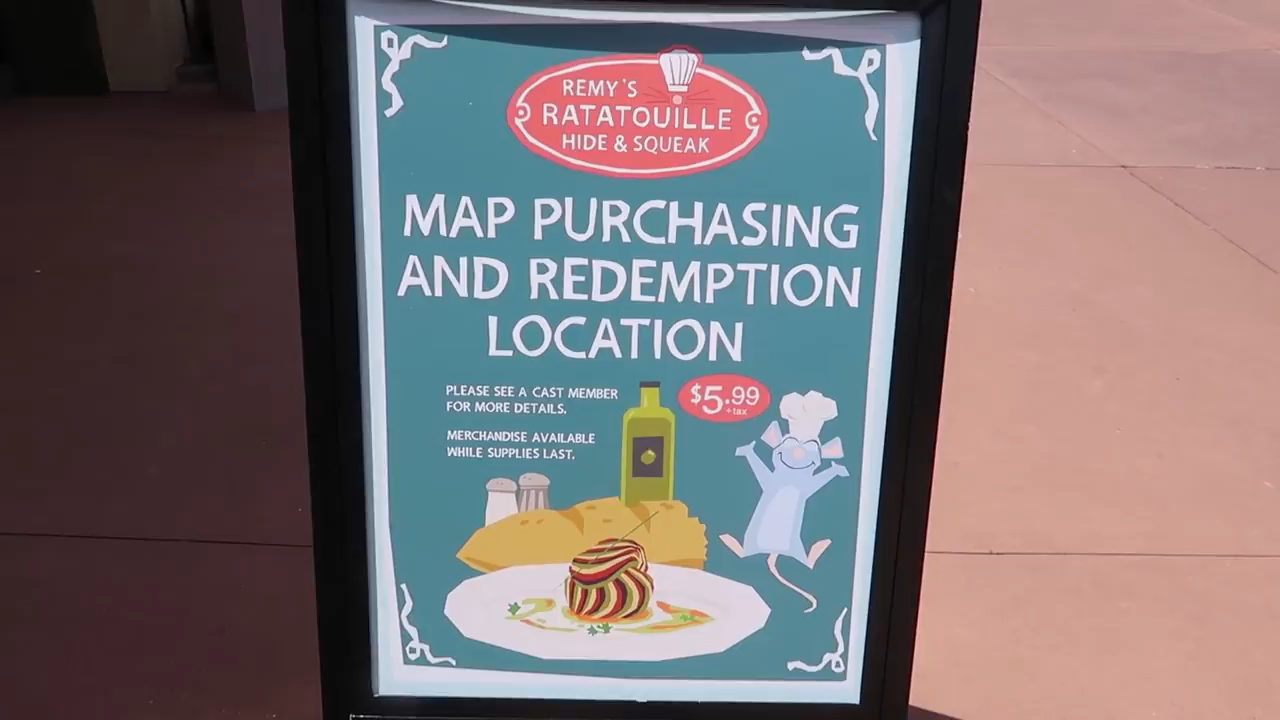 REMY'S
RATATOUILLE
HIDE & SQUEAK
MAP PURCHASING
AND REDEMPTION
LOCATION
PLEASE SEE A CAST MEMBER
FOR MORE DETAILS.
MERCHANDISE AVAILABLE
WHILE SUPPLIES LAST.
$5.99
+tax